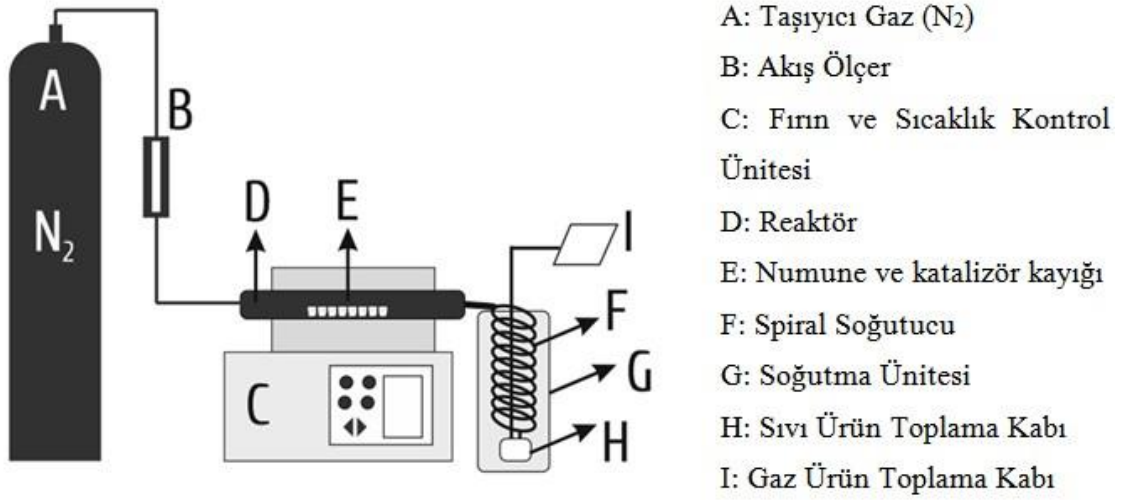 A
N2
B
D
E
C
I
F
G
H
A: Taşıyıcı Gaz (N2)
B: Akış Ölçer
C: Fırın ve Sıcaklık Kontrol
Ünitesi
D: Reaktör
E: Numune ve katalizör kayığı
F: Spiral Soğutucu
G: Soğutma Ünitesi
H: Sıvı Ürün Toplama Kabı
I: Gaz Ürün Toplama Kabı